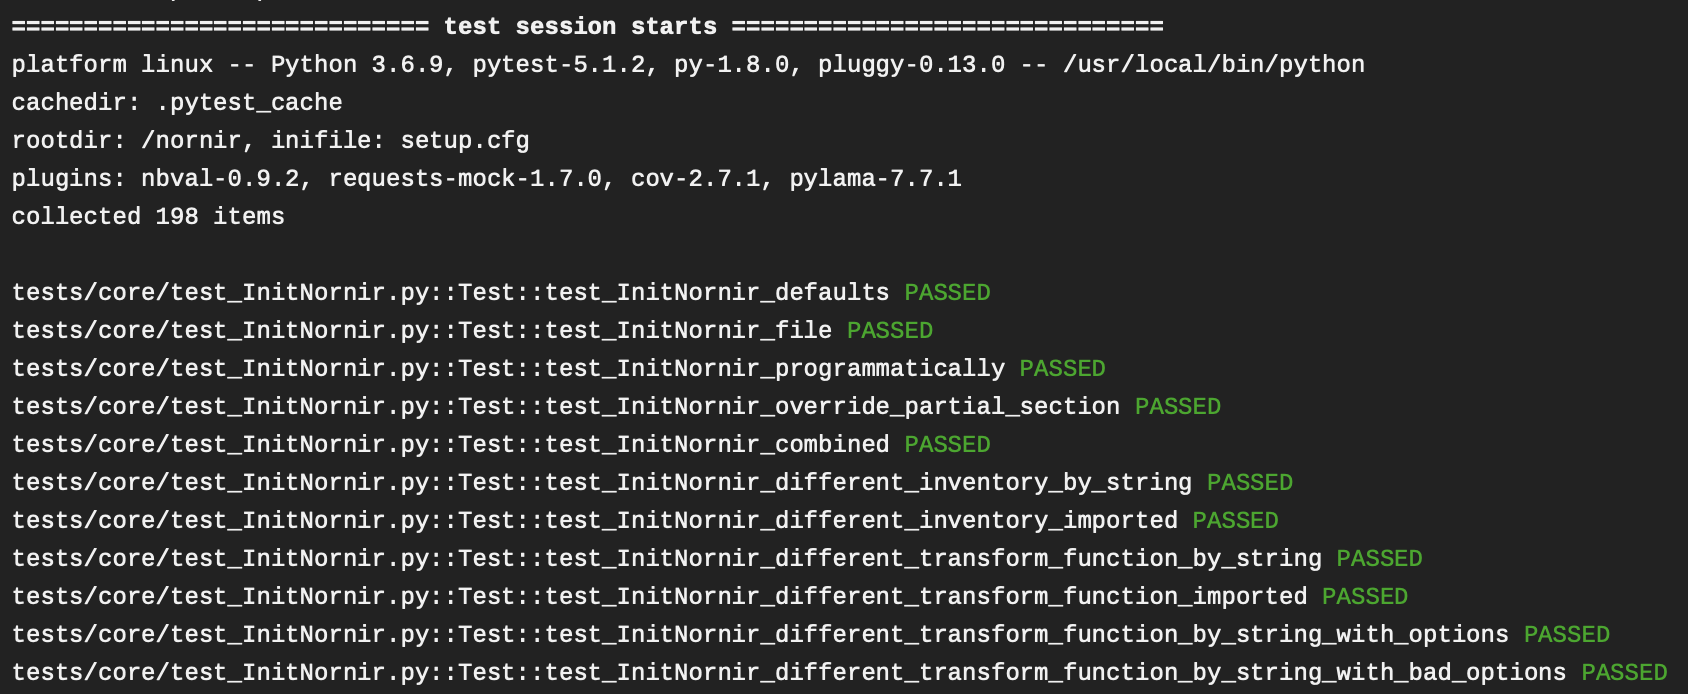 ============================= test session starts ==============================
platform linux -- Python 3.6.9, pytest-5.1.2, py-1.8.0, pluggy-0.13.0 -- /usr/local/bin/python
cachedir: .pytest_cache
rootdir: /nornir, inifile: setup.cfg
plugins: nbval-0.9.2, requests-mock-1.7.0, cov-2.7.1, pylama-7.7.1
collected 198 items
tests/core/test_InitNornir.py::Test::test_InitNornir_defaults PASSED
tests/core/test_InitNornir.py::Test::test_InitNornir_file PASSED
tests/core/test_InitNornir.py::Test::test_InitNornir_programmatically PASSED
tests/core/test_InitNornir.py::Test::test_InitNornir_override_partial_section PASSED
tests/core/test_InitNornir.py::Test::test_InitNornir_combined PASSED
tests/core/test_InitNornir.py::Test::test_InitNornir_different_inventory_by_string PASSED
tests/core/test_InitNornir.py::Test::test_InitNornir_different_inventory_imported PASSED
tests/core/test_InitNornir.py::Test::test_InitNornir_different_transform_function_by_string PASSED
tests/core/test_InitNornir.py::Test::test_InitNornir_different_transform_function_imported PASSED
tests/core/test_InitNornir.py::Test::test_InitNornir_different_transform_function_by_string_with_options PASSED
tests/core/test_InitNornir.py::Test::test_InitNornir_different_transform_function_by_string_with_bad_options PASSED